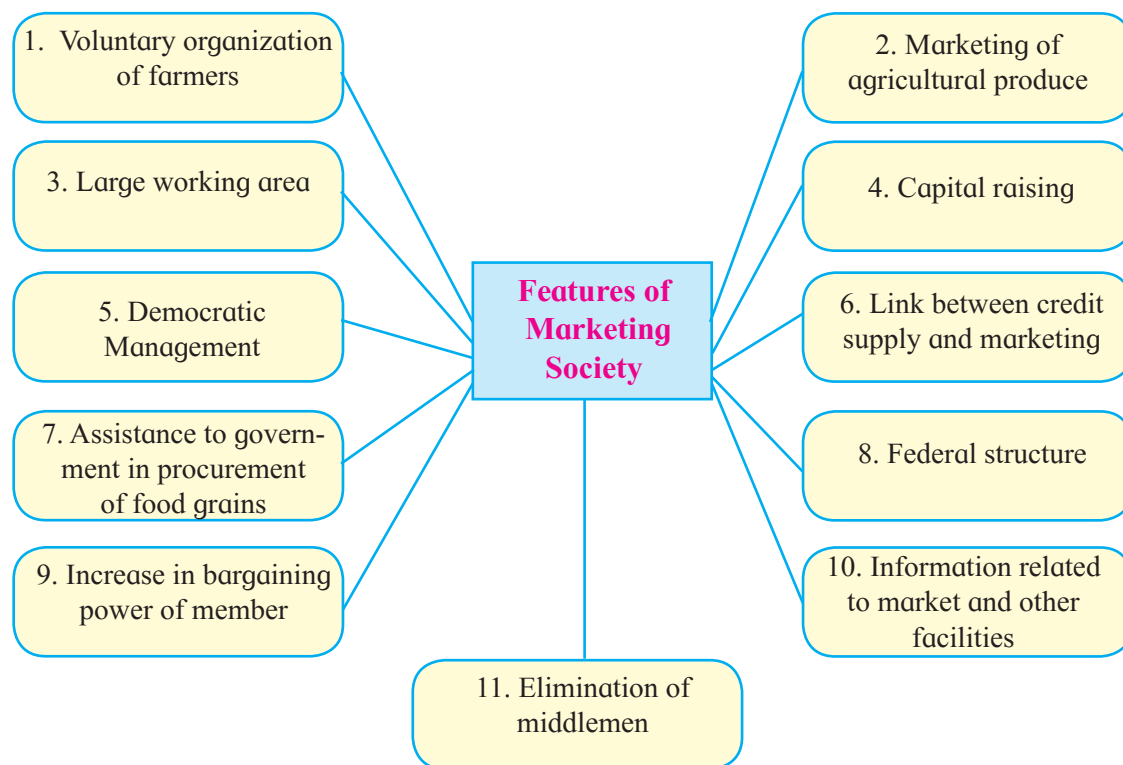 1. Voluntary organization
of farmers
2. Marketing of
agricultural produce
3. Large working area
4. Capital raising
Features of
Marketing
Society
5. Democratic
Management
6. Link between credit
supply and marketing
7. Assistance to govern-
ment in procurement
of food grains
8. Federal structure
9. Increase in bargaining
power of member
10. Information related
to market and other
facilities
11. Elimination of
middlemen